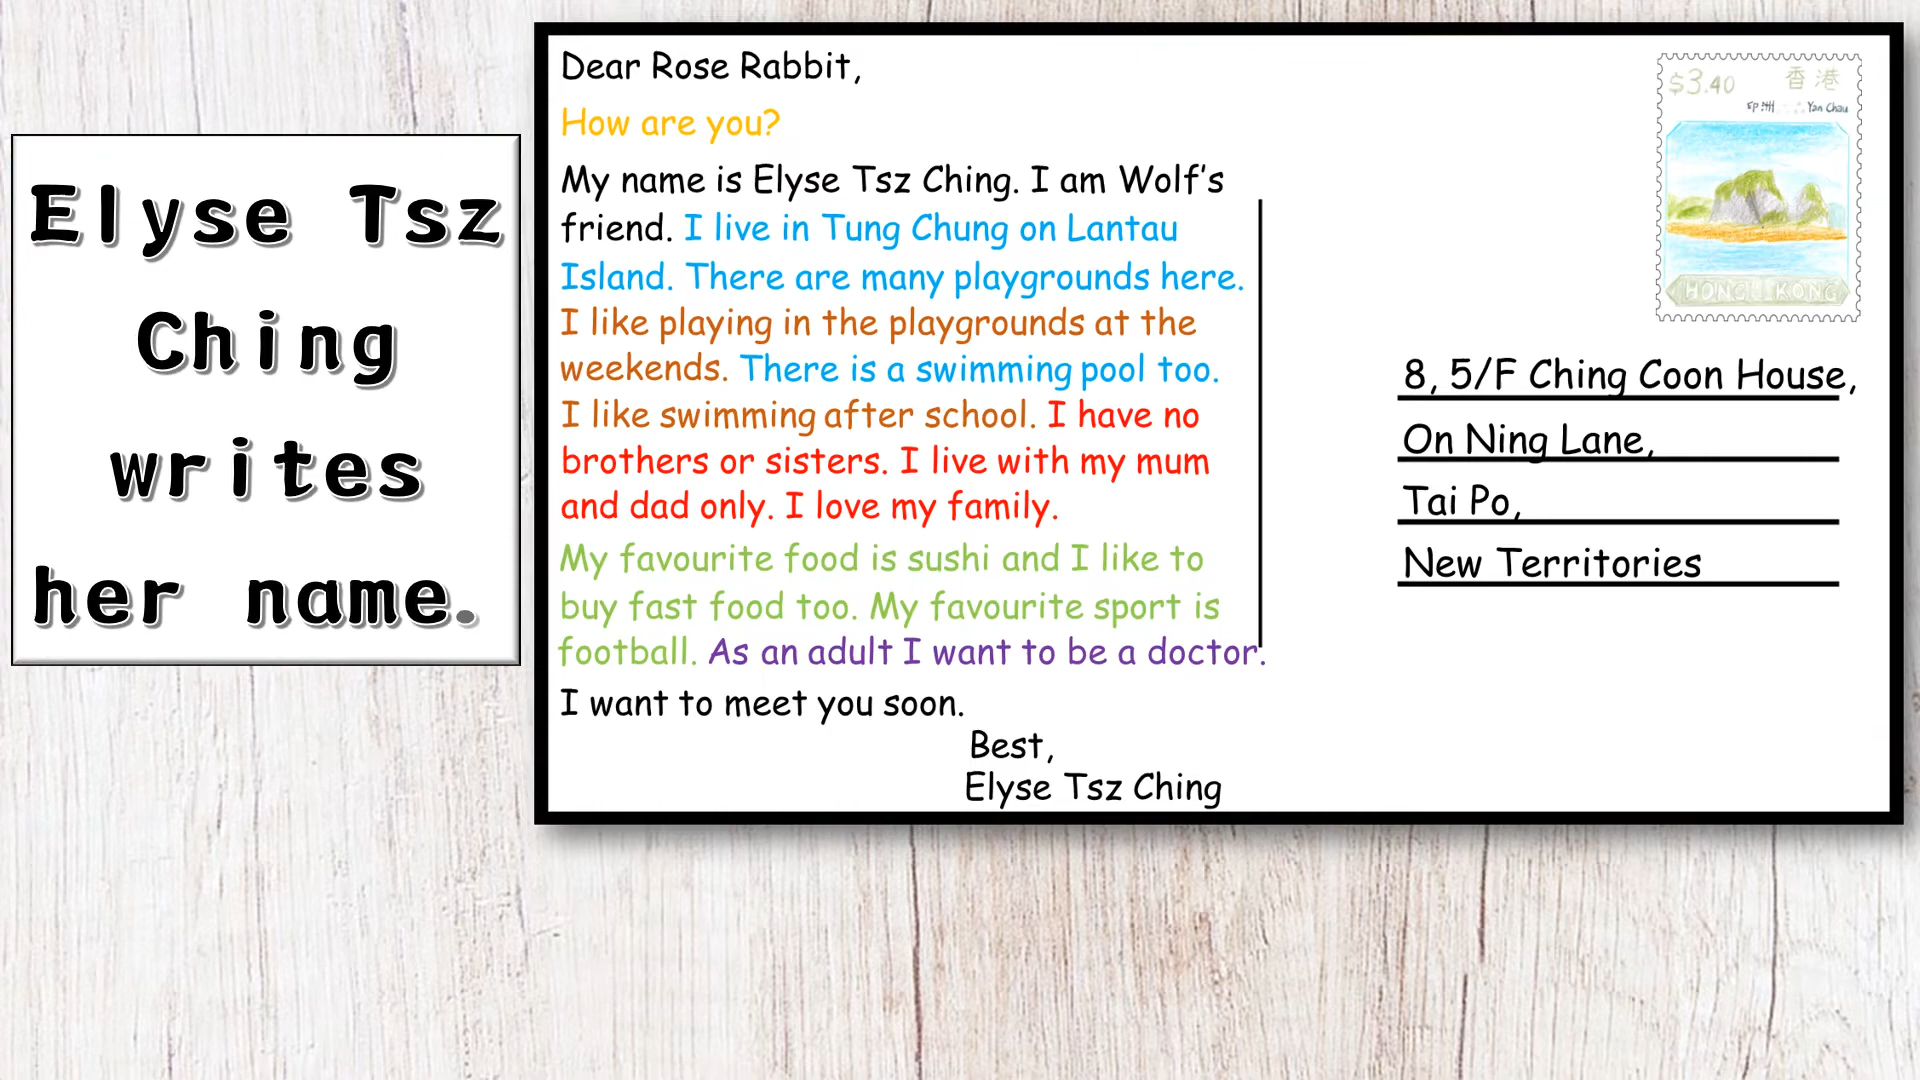 Elyse Tsz
Ching
writes
her name.
Dear Rose Rabbit,
How are you?
My name is Elyse Tsz Ching. I am Wolf's
friend. I live in Tung Chung on Lantau
Island. There are many playgrounds here.
I like playing in the playgrounds at the
weekends. There is a swimming pool too.
I like swimming after school. I have no
brothers or sisters. I live with my mum
and dad only. I love my family.
My favourite food is sushi and I like to
buy fast food too. My favourite sport is
football. As an adult I want to be a doctor.
I want to meet you soon.
Best,
Elyse Tsz Ching
$3.40 香港
Yan Chau
HONG KONG
8, 5/F Ching Coon House,
On Ning Lane,
Tai Po,
New Territories